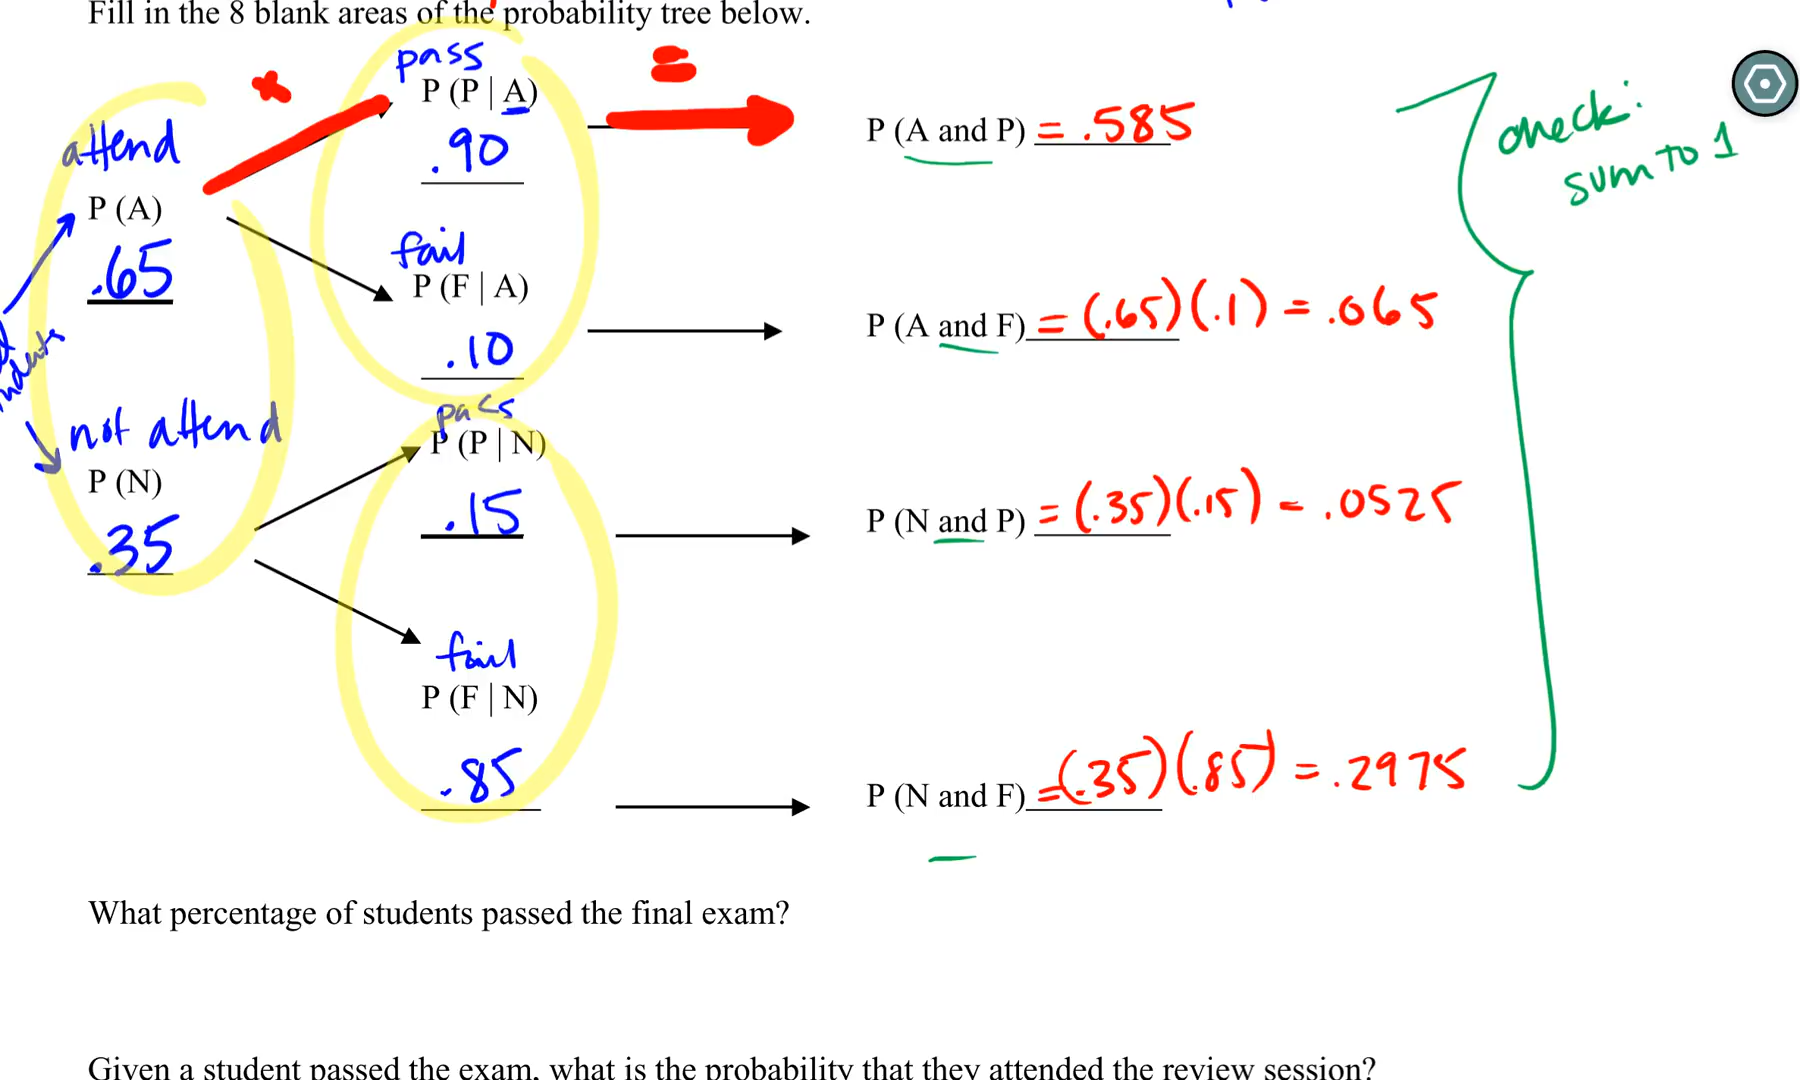 Fill in the 8 blank areas of the probability tree below.
pass
P (P | A)
.90
=
×
attend
P (A)
.65
fail
P (F | A)
.10
not attend
P (N)
.35
pass
P (P | N)
.15
fail
P (F | N)
.85
P (A and P) = .585
P (A and F) = (.65)(.1) = .065
P (N and P) = (.35)(.15) = .0525
P (N and F) = (.35)(.85) = .2975
check:
sum to 1
What percentage of students passed the final exam?
Given a student passed the exam, what is the probability that they attended the review session?